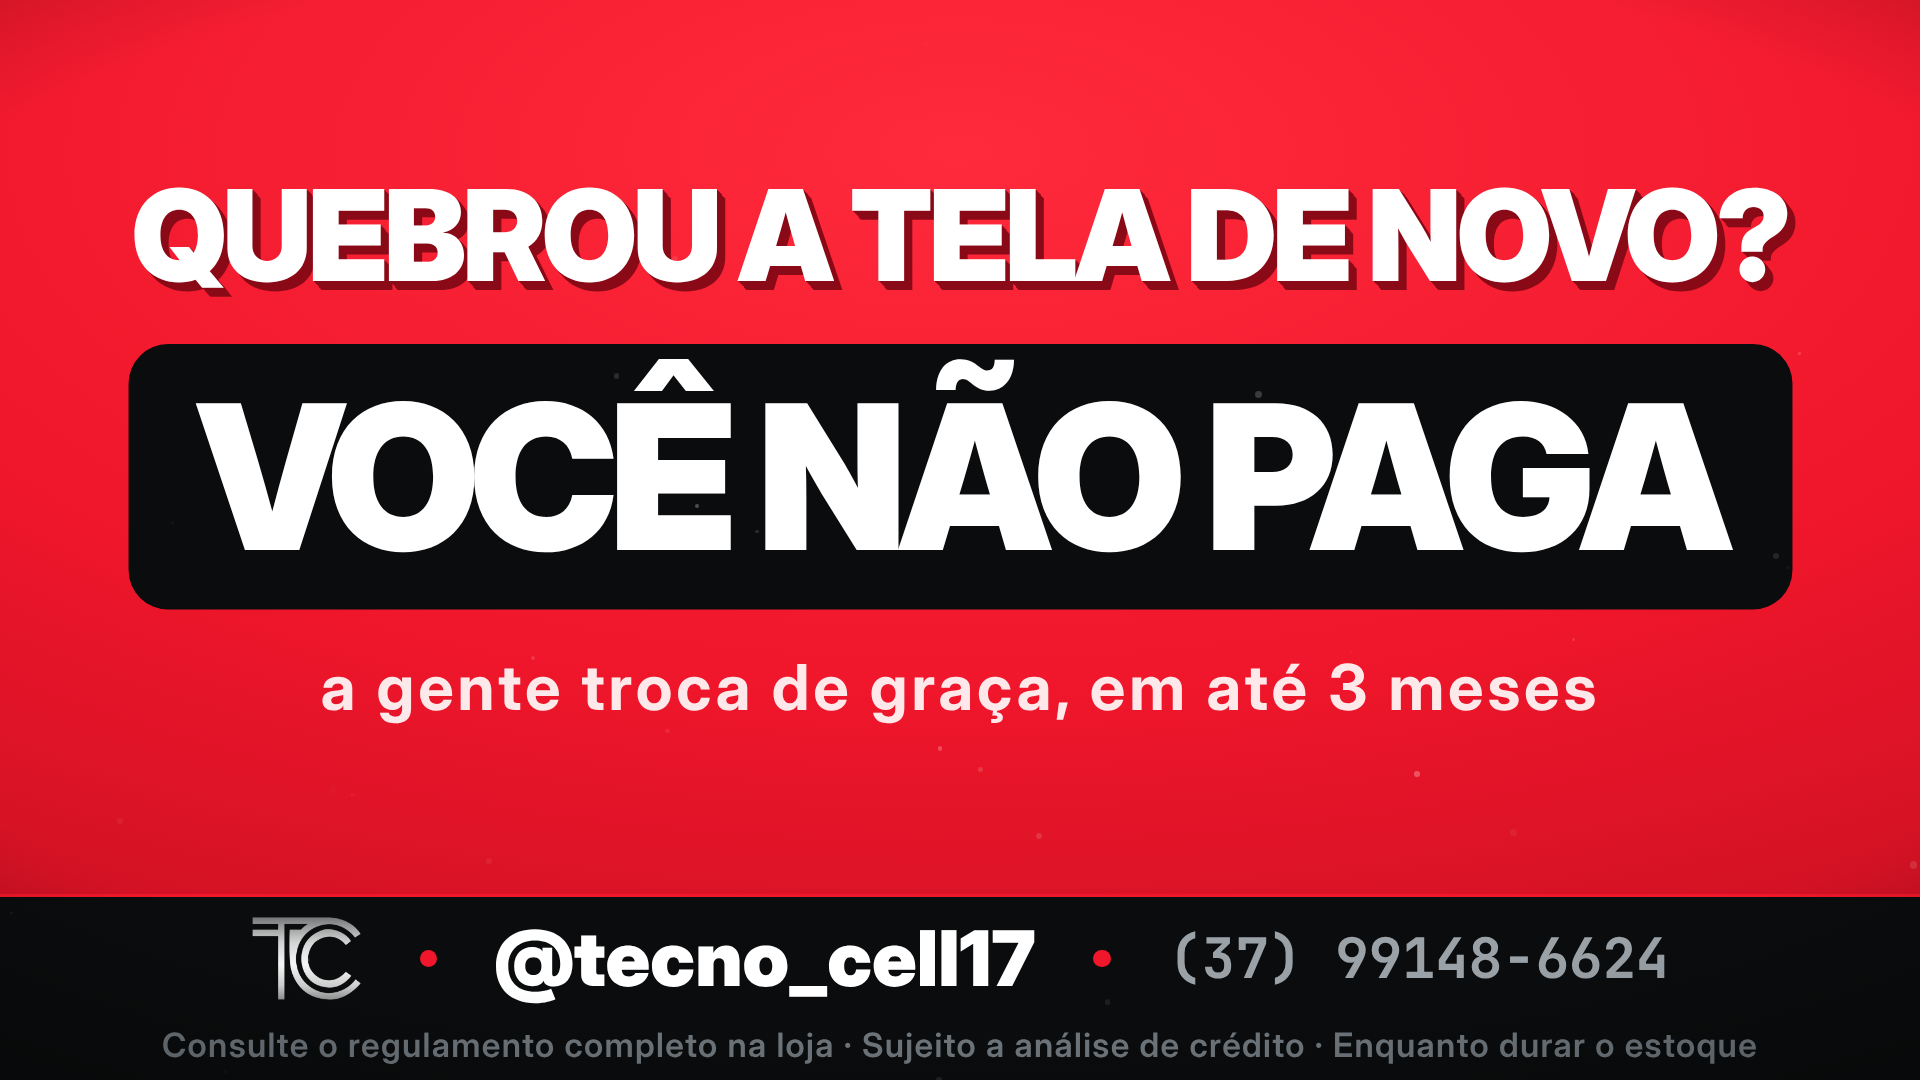 QUEBROU A TELA DE NOVO?
VOCÊ NÃO PAGA
a gente troca de graça, em até 3 meses
TC • @tecno_cell17 • (37) 99148-6624
Consulte o regulamento completo na loja · Sujeito a análise de crédito · Enquanto durar o estoque